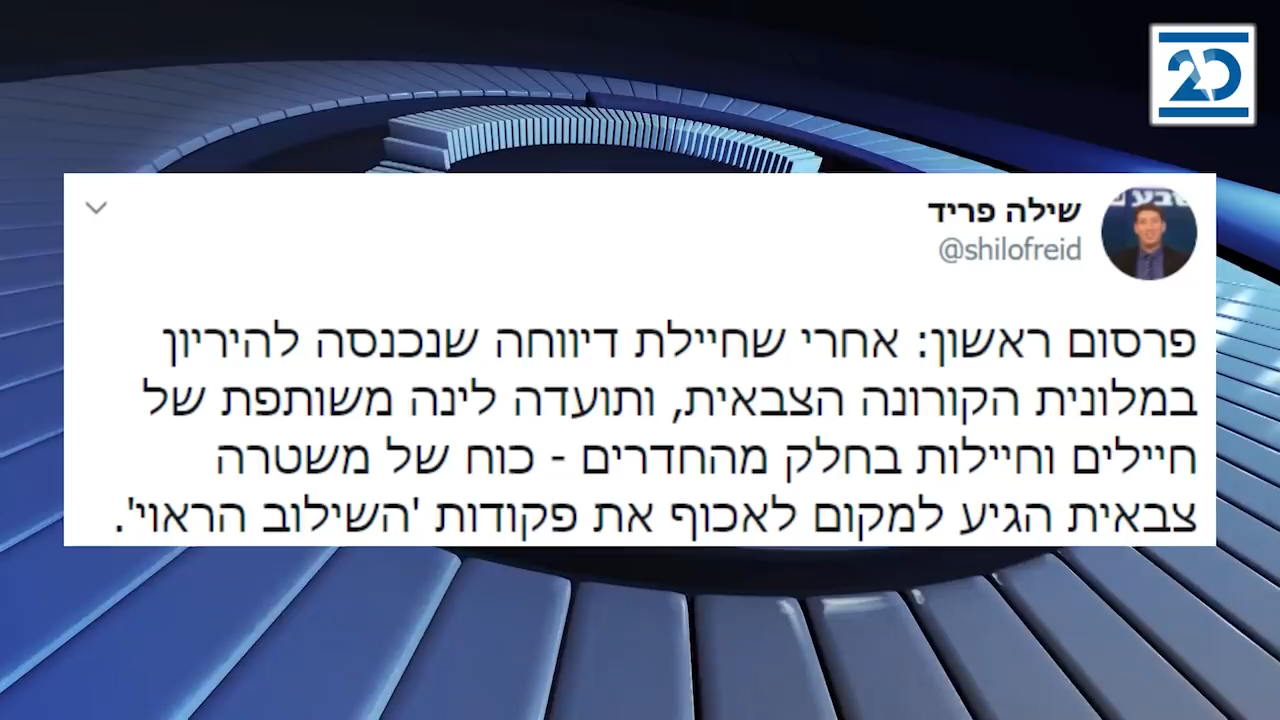 20
שבע
שילה פריד
@shilofreid
פרסום ראשון: אחרי שחיילת דיווחה שנכנסה להיריון
במלונית הקורונה הצבאית, ותועדה לינה משותפת של
חיילים וחיילות בחלק מהחדרים - כוח של משטרה
צבאית הגיע למקום לאכוף את פקודות 'השילוב הראוי'.